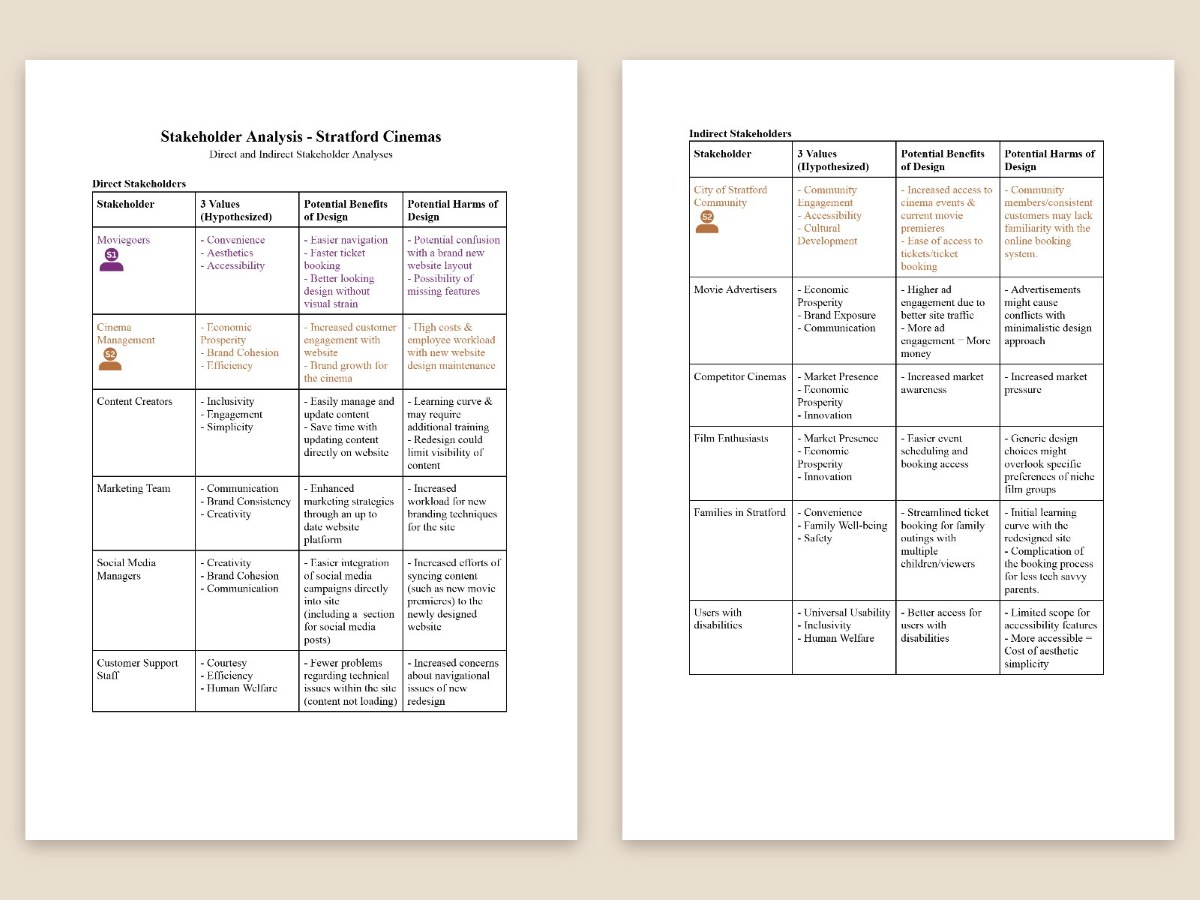 Stakeholder Analysis - Stratford Cinemas
Direct and Indirect Stakeholder Analyses
Direct Stakeholders
Stakeholder
3 Values
(Hypothesized)
Potential Benefits
of Design
Potential Harms of
Design
Moviegoers
S1
- Convenience
- Aesthetics
- Accessibility
- Easier navigation
- Faster ticket
booking
- Better looking
design without
visual strain
- Potential confusion
with a brand new
website layout
- Possibility of
missing features
Cinema
Management
S2
- Economic
Prosperity
- Brand Cohesion
- Efficiency
- Increased customer
engagement with
website
- Brand growth for
the cinema
- High costs &
employee workload
with new website
design maintenance
Content Creators
- Inclusivity
- Engagement
- Simplicity
- Easily manage and
update content
- Save time with
updating content
directly on website
- Learning curve &
may require
additional training
- Redesign could
limit visibility of
content
Marketing Team
- Communication
- Brand Consistency
- Creativity
- Enhanced
marketing strategies
through an up to
date website
platform
- Increased
workload for new
branding techniques
for the site
Social Media
Managers
- Creativity
- Brand Cohesion
- Communication
- Easier integration
of social media
campaigns directly
into site
(including a section
for social media
posts)
- Increased efforts of
syncing content
(such as new movie
premieres) to the
newly designed
website
Customer Support
Staff
- Courtesy
- Efficiency
- Human Welfare
- Fewer problems
regarding technical
issues within the site
(content not loading)
- Increased concerns
about navigational
issues of new
redesign
Indirect Stakeholders
Stakeholder
3 Values
(Hypothesized)
Potential Benefits
of Design
Potential Harms of
Design
City of Stratford
Community
S2
- Community
Engagement
- Accessibility
- Cultural
Development
- Increased access to
cinema events &
current movie
premieres
- Ease of access to
tickets/ticket
booking
- Community
members/consistent
customers may lack
familiarity with the
online booking
system.
Movie Advertisers
- Economic
Prosperity
- Brand Exposure
- Communication
- Higher ad
engagement due to
better site traffic
- More ad
engagement = More
money
- Advertisements
might cause
conflicts with
minimalistic design
approach
Competitor Cinemas
- Market Presence
- Economic
Prosperity
- Innovation
- Increased market
awareness
- Increased market
pressure
Film Enthusiasts
- Market Presence
- Economic
Prosperity
- Innovation
- Easier event
scheduling and
booking access
- Generic design
choices might
overlook specific
preferences of niche
film groups
Families in Stratford
- Convenience
- Family Well-being
- Safety
- Streamlined ticket
booking for family
outings with
multiple
children/viewers
- Initial learning
curve with the
redesigned site
- Complication of
the booking process
for less tech savvy
parents.
Users with
disabilities
- Universal Usability
- Inclusivity
- Human Welfare
- Better access for
users with
disabilities
- Limited scope for
accessibility features
- More accessible =
Cost of aesthetic
simplicity